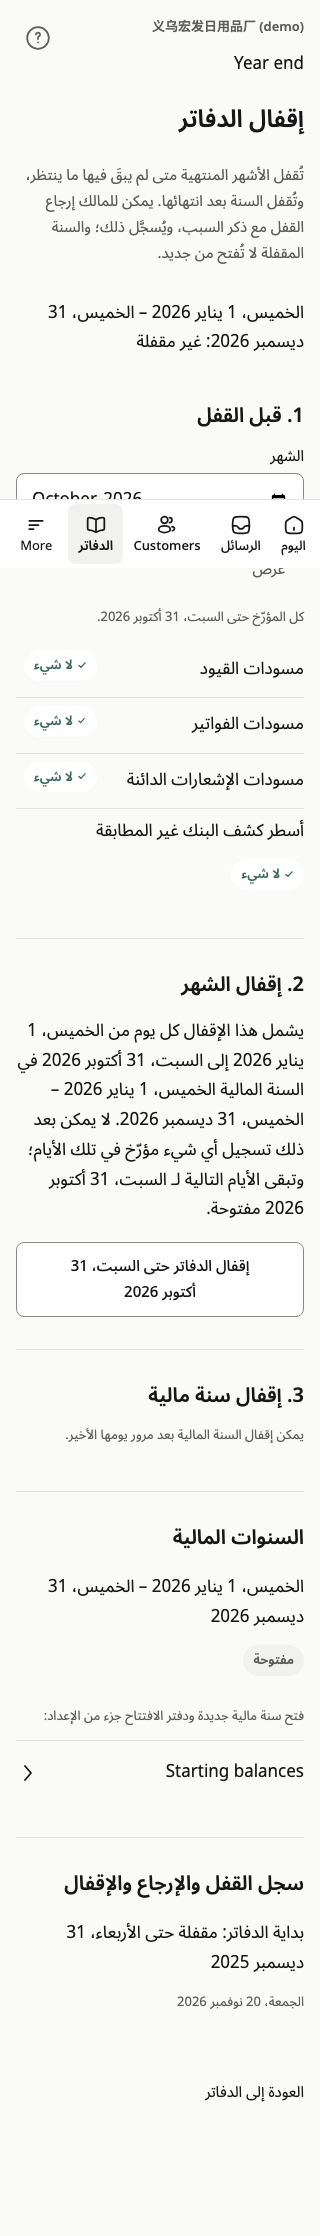 义乌宏发日用品厂 (demo)
Year end
إقفال الدفاتر
تُقفل الأشهر المنتهية متى لم يبقَ فيها ما ينتظر،
وتُقفل السنة بعد انتهائها. يمكن للمالك إرجاع
القفل مع ذكر السبب، ويُسجَّل ذلك؛ والسنة
المقفلة لا تُفتح من جديد.
الخميس، 1 يناير 2026 – الخميس، 31
ديسمبر 2026: غير مقفلة
1. قبل القفل
الشهر
October 2026
اليوم
الرسائل
Customers
الدفاتر
More
عرض
كل المؤرّخ حتى السبت، 31 أكتوبر 2026.
مسودات القيود
لا شيء
مسودات الفواتير
لا شيء
مسودات الإشعارات الدائنة
لا شيء
أسطر كشف البنك غير المطابقة
لا شيء
2. إقفال الشهر
يشمل هذا الإقفال كل يوم من الخميس، 1
يناير 2026 إلى السبت، 31 أكتوبر 2026 في
السنة المالية الخميس، 1 يناير 2026 –
الخميس، 31 ديسمبر 2026. لا يمكن بعد
ذلك تسجيل أي شيء مؤرّخ في تلك الأيام؛
وتبقى الأيام التالية لـ السبت، 31 أكتوبر
2026 مفتوحة.
إقفال الدفاتر حتى السبت، 31
أكتوبر 2026
3. إقفال سنة مالية
يمكن إقفال السنة المالية بعد مرور يومها الأخير.
السنوات المالية
الخميس، 1 يناير 2026 – الخميس، 31
ديسمبر 2026
مفتوحة
فتح سنة مالية جديدة ودفتر الافتتاح جزء من الإعداد:
Starting balances
سجل القفل والإرجاع والإقفال
بداية الدفاتر: مقفلة حتى الأربعاء، 31
ديسمبر 2025
الجمعة، 20 نوفمبر 2026
العودة إلى الدفاتر